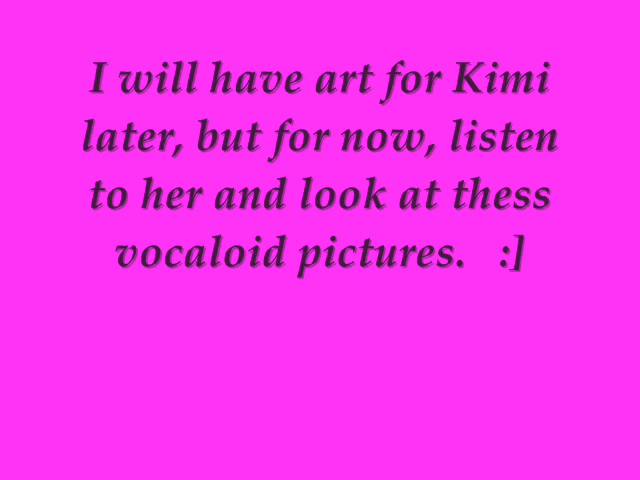 I will have art for Kimi
later, but for now, listen
to her and look at thess
vocaloid pictures.   :]